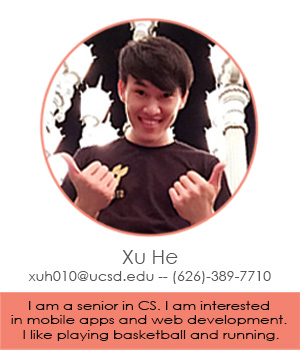 Xu He
xuh010@ucsd.edu -- (626)-389-7710
I am a senior in CS. I am interested
in mobile apps and web development.
I like playing basketball and running.